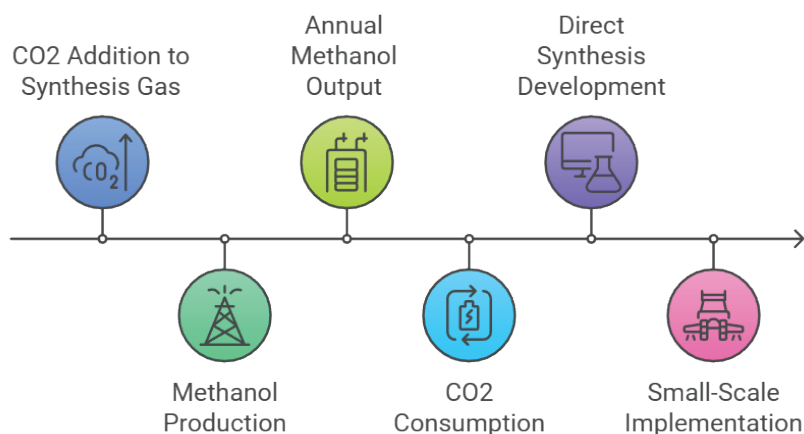 CO2 Addition to
Synthesis Gas
Annual
Methanol
Output
Direct
Synthesis
Development
CO2
Methanol
Production
CO2
Consumption
Small-Scale
Implementation